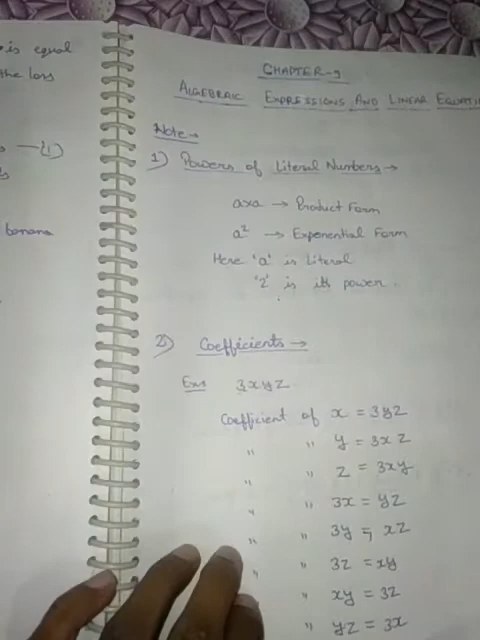 is equal
the loss
(1)
banana
CHAPTER-9
ALGEBRAIC EXPRESSIONS AND LINEAR EQUATI
Note→
1) Powers of Literal Numbers→
axa → Product Form
a² → Exponential Form
Here 'a' is Literal
'2' is its power.
2) Coefficients →
Ex:- 3xyz
Coefficient of x = 3yz
" " y = 3xz
" " z = 3xy
" " 3x = yz
" " 3y = xz
" " 3z = xy
" xy = 3z
" yz = 3x